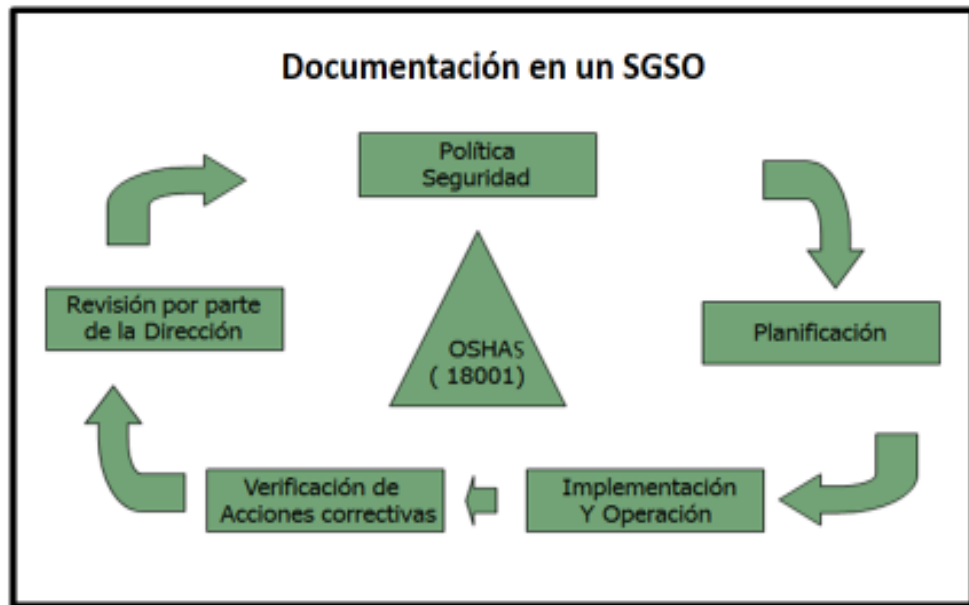 Documentación en un SGSO
Política
Seguridad
Planificación
Implementación
Y Operación
Verificación de
Acciones correctivas
Revisión por parte
de la Dirección
OSHAS
( 18001)